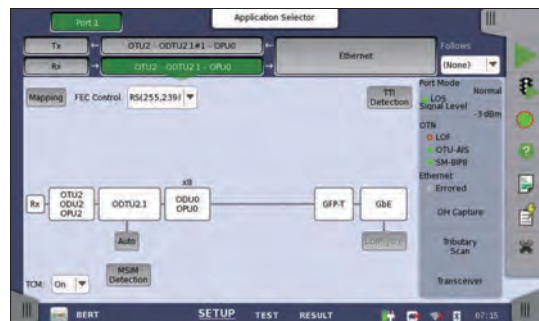 Port 1
Application Selector
Tx
OTU2 - ODTU2.1#1 - OPU0
Ethernet
Follows
Rx
OTU2 - ODTU2.1 - OPU0
(None)
Mapping
FEC Control
RS(255,239)
TTI
Detection
Port Mode
Normal
LOS
Signal Level
-3 dBm
OTN
LOF
OTU-AIS
SM-BIP8
Ethernet
Errored
OH Capture
Tributary
Scan
Transceiver
x8
Rx
OTU2
ODU2
OPU2
ODTU2.1
ODU0
OPU0
GFP-T
GbE
Auto
Configure
TCM:
On
MSIM
Detection
BERT
SETUP
TEST
RESULT
07:15